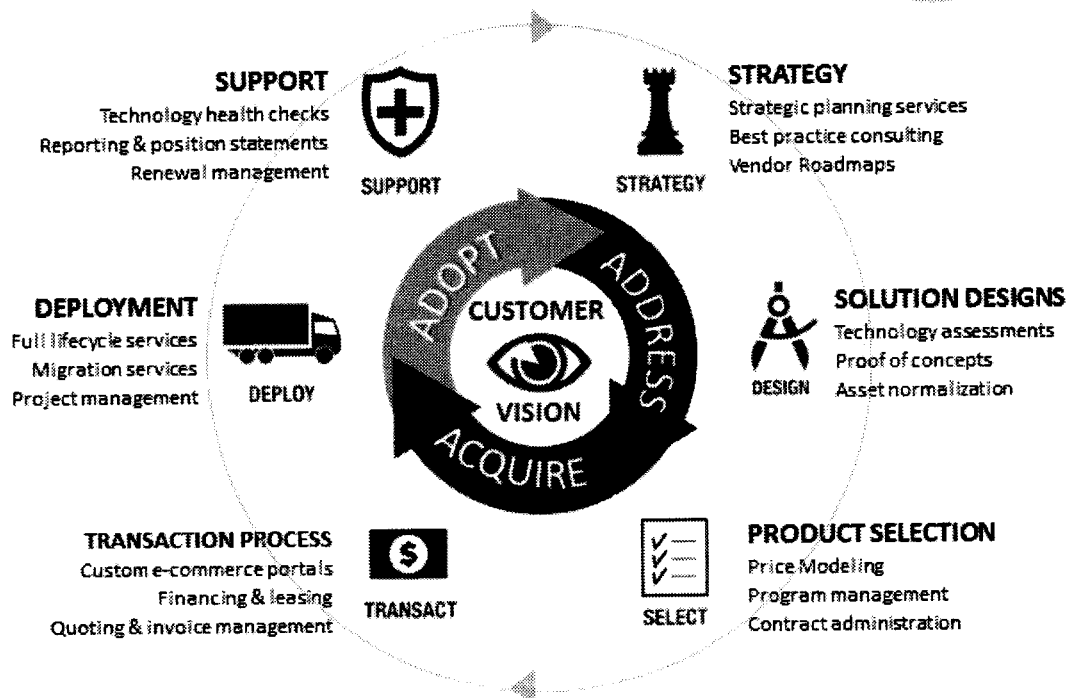 SUPPORT
Technology health checks
Reporting & position statements
Renewal management
SUPPORT
STRATEGY
Strategic planning services
Best practice consulting
Vendor Roadmaps
STRATEGY
ADOPT
ADDRESS
ACQUIRE
CUSTOMER
VISION
DEPLOYMENT
Full lifecycle services
Migration services
Project management
DEPLOY
SOLUTION DESIGNS
Technology assessments
Proof of concepts
Asset normalization
DESIGN
TRANSACTION PROCESS
Custom e-commerce portals
Financing & leasing
Quoting & invoice management
$
TRANSACT
PRODUCT SELECTION
Price Modeling
Program management
Contract administration
SELECT